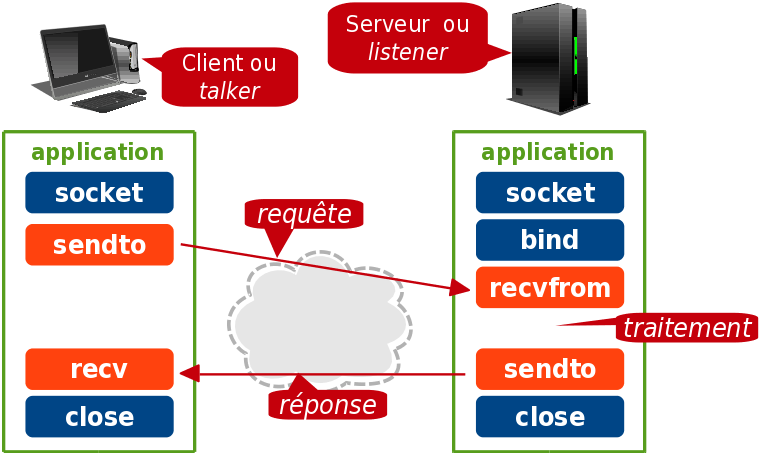 Client ou
talker
Serveur ou
listener
application
socket
sendto
recv
close
requête
réponse
application
socket
bind
recvfrom
traitement
sendto
close